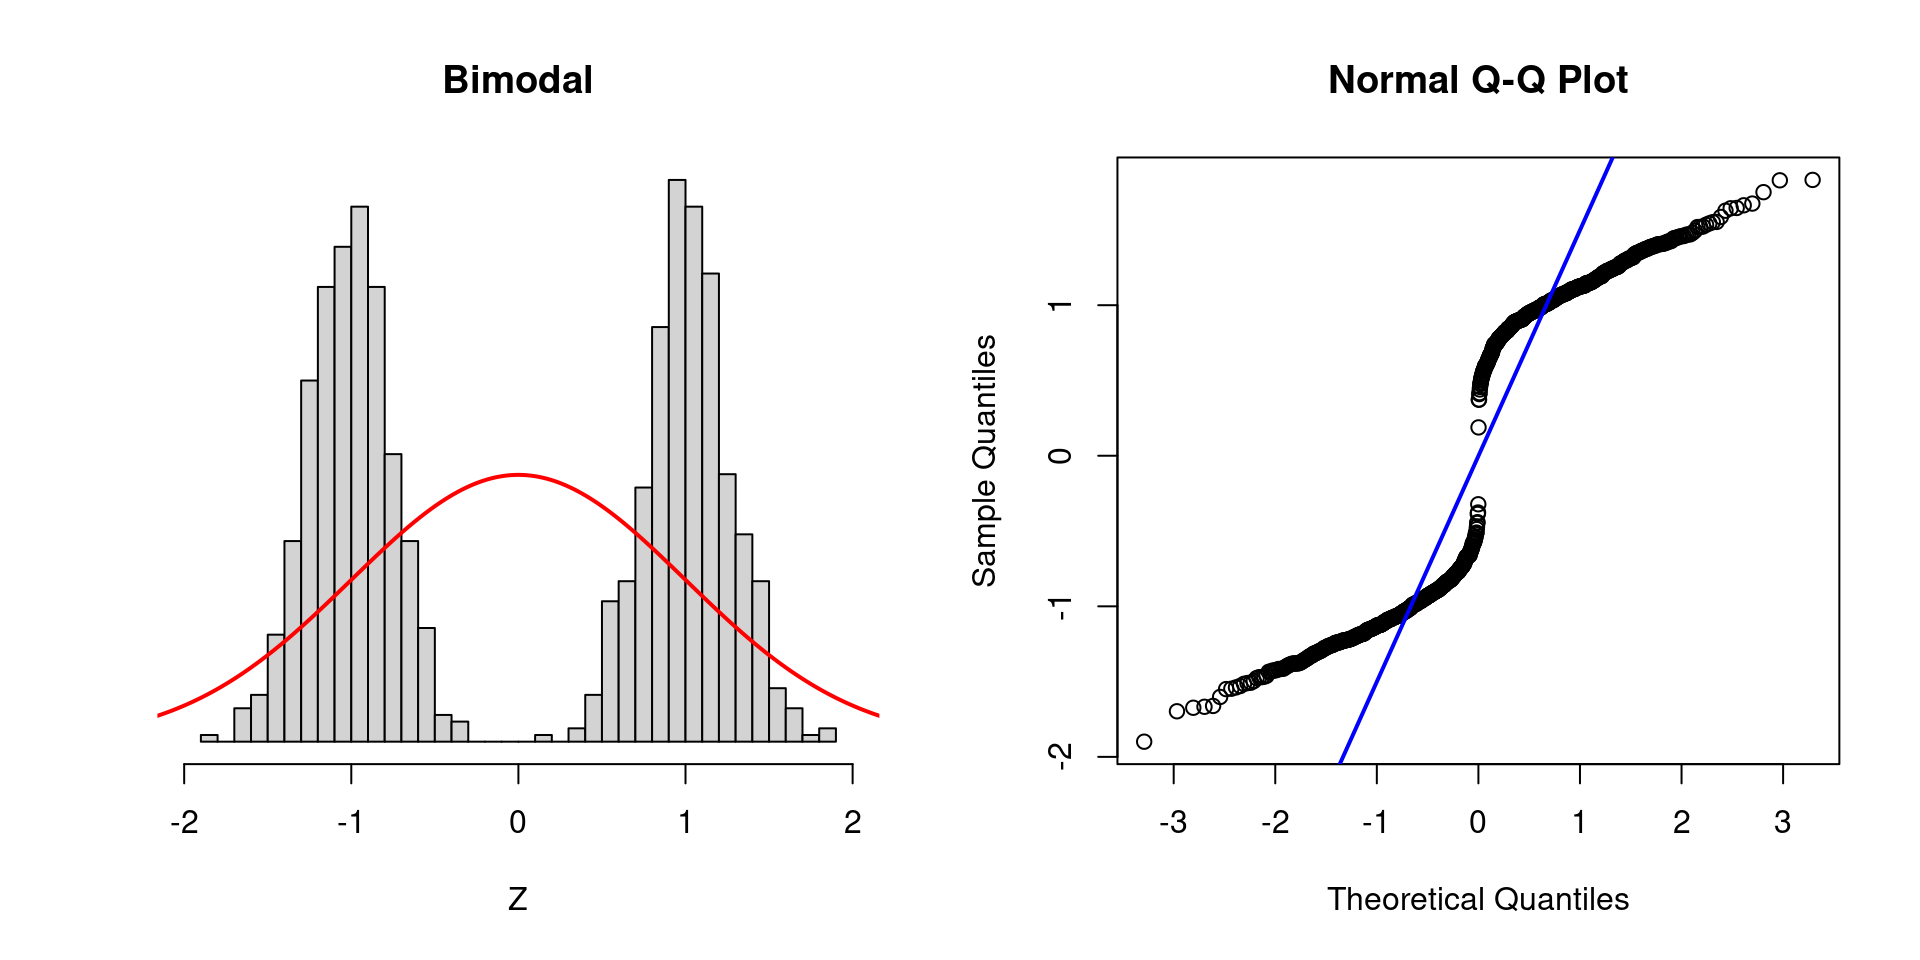 Bimodal
-2 -1 0 1 2
Z
Normal Q-Q Plot
Sample Quantiles
1
0
-1
-2
-3 -2 -1 0 1 2 3
Theoretical Quantiles